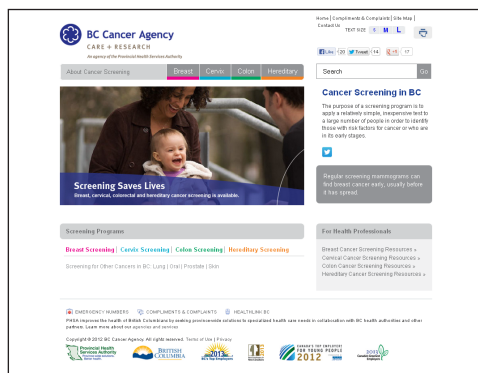 Home | Compliments & Complaints | Site Map |
Contact Us
TEXT SIZE S M L
BC Cancer Agency
CARE + RESEARCH
An agency of the Provincial Health Services Authority
Like 120 Tweet 14 +1 17
About Cancer Screening Breast Cervix Colon Hereditary
Search Go
Cancer Screening in BC
The purpose of a screening program is to
apply a relatively simple, inexpensive test to
a large number of people in order to identify
those with risk factors for cancer or who are
in its early stages.
Regular screening mammograms can
find breast cancer early, usually before
it has spread.
Screening Saves Lives
Breast, cervical, colorectal and hereditary cancer screening is available.
Screening Programs
Breast Screening | Cervix Screening | Colon Screening | Hereditary Screening
Screening for Other Cancers in BC: Lung | Oral | Prostate | Skin
For Health Professionals
Breast Cancer Screening Resources »
Cervical Cancer Screening Resources »
Colon Cancer Screening Resources »
Hereditary Cancer Screening Resources »
EMERGENCY NUMBERS COMPLIMENTS & COMPLAINTS HEALTHLINK BC
PHSA improves the health of British Columbians by seeking province-wide solutions to specialized health care needs in collaboration with BC health authorities and other
partners. Learn more about our agencies and services
Copyright © 2012 BC Cancer Agency. All rights reserved. Terms of Use | Privacy
Provincial Health
Services Authority
BRITISH
COLUMBIA
2013
BC's Top Employers
CANADA'S TOP EMPLOYERS
FOR YOUNG PEOPLE
2012
2013